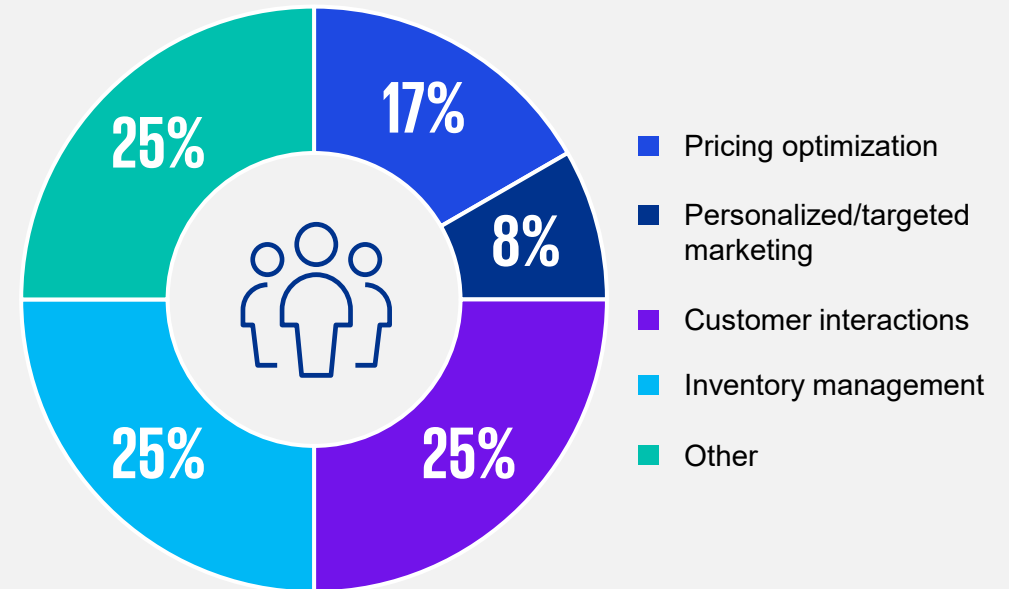 17%
25%
8%
25%
25%
Pricing optimization
Personalized/targeted
marketing
Customer interactions
Inventory management
Other